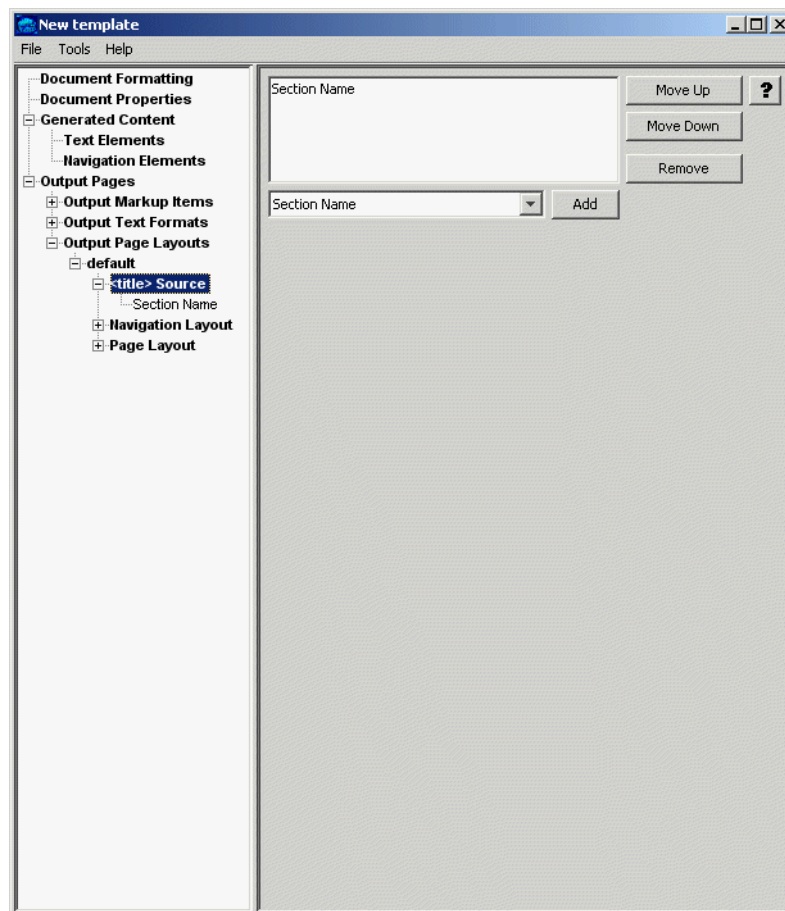 New template
File Tools Help
Document Formatting
Document Properties
Generated Content
Text Elements
Navigation Elements
Output Pages
Output Markup Items
Output Text Formats
Output Page Layouts
default
<title> Source
Section Name
Navigation Layout
Page Layout
Section Name
Move Up
?
Move Down
Remove
Section Name
Add